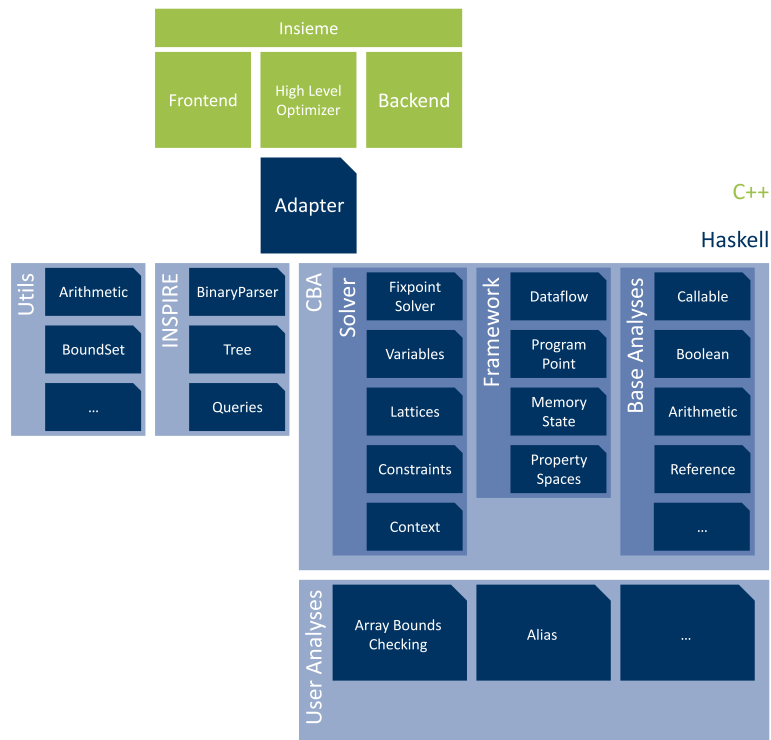 Insieme
Frontend
High Level
Optimizer
Backend
Adapter
C++
Haskell
Utils
Arithmetic
BoundSet
...
INSPIRE
BinaryParser
Tree
Queries
CBA
Solver
Fixpoint
Solver
Variables
Lattices
Constraints
Context
Framework
Dataflow
Program
Point
Memory
State
Property
Spaces
Base Analyses
Callable
Boolean
Arithmetic
Reference
...
User Analyses
Array Bounds
Checking
Alias
...